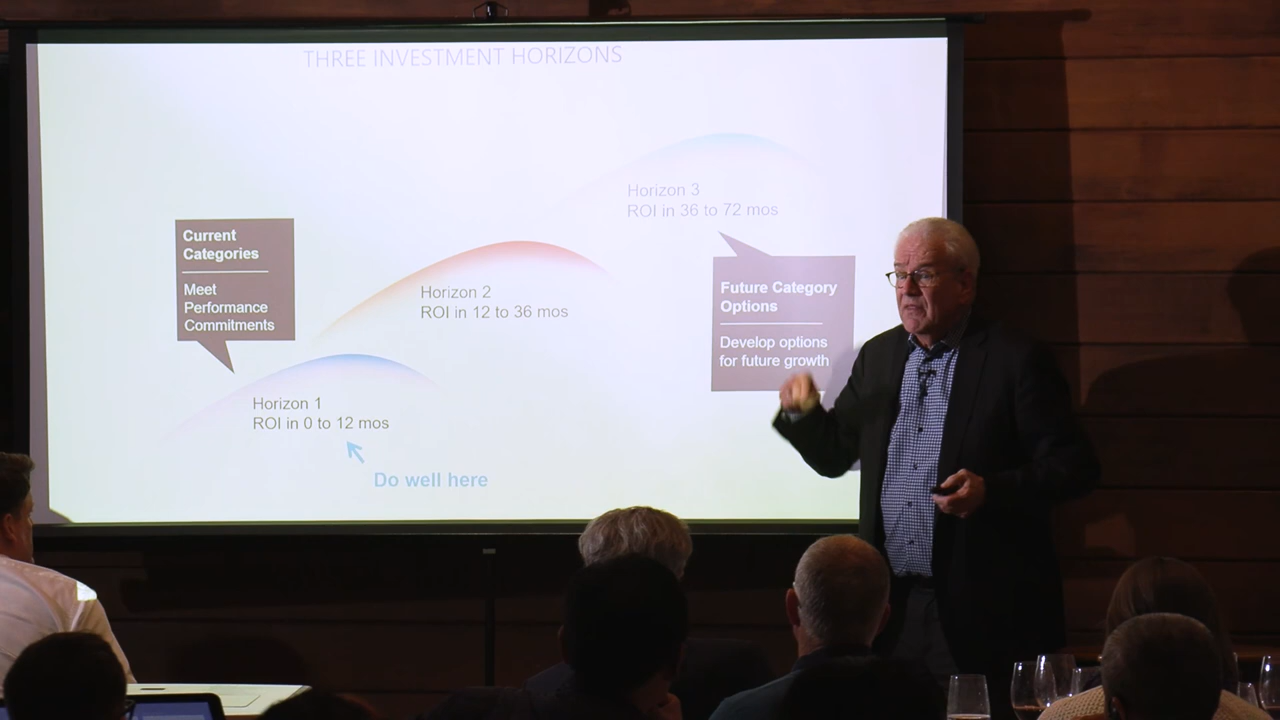 THREE INVESTMENT HORIZONS
Horizon 3
ROI in 36 to 72 mos
Current
Categories
Meet
Performance
Commitments
Future Category
Options
Develop options
for future growth
Horizon 2
ROI in 12 to 36 mos
Horizon 1
ROI in 0 to 12 mos
Do well here